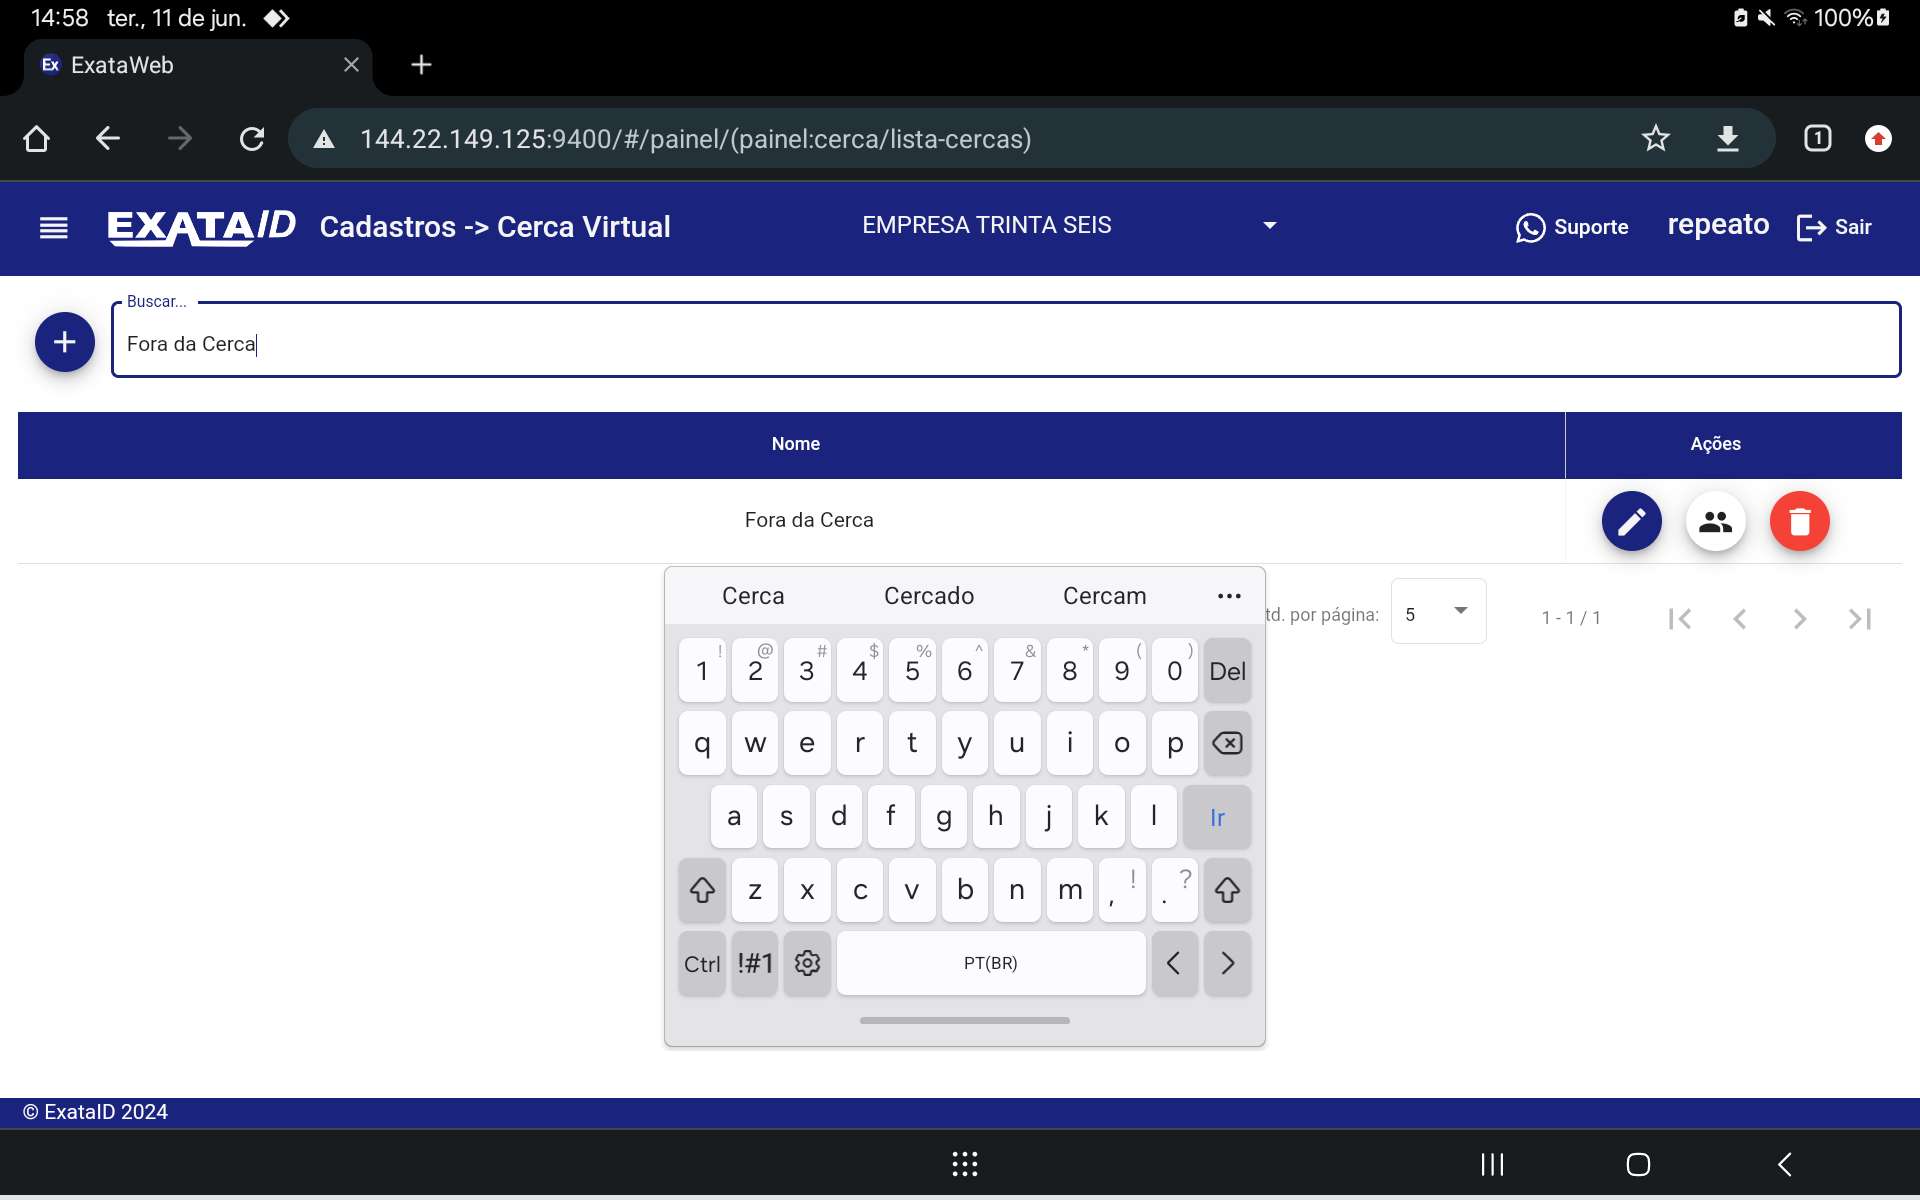 14:58 ter., 11 de jun. 100%
Ex ExataWeb
144.22.149.125:9400/#/painel/(painel:cerca/lista-cercas) 1
EXATAID Cadastros -> Cerca Virtual EMPRESA TRINTA SEIS Suporte repeato Sair
Buscar...
Fora da Cerca
Nome Ações
Fora da Cerca
Cerca Cercado Cercam ...
td. por página: 5 1 - 1 / 1
! @ # $ % ^ & * ( )
1 2 3 4 5 6 7 8 9 0 Del
q w e r t y u i o p
a s d f g h j k l Ir
z x c v b n m , ! . ?
Ctrl !#1 PT(BR)
© ExataID 2024